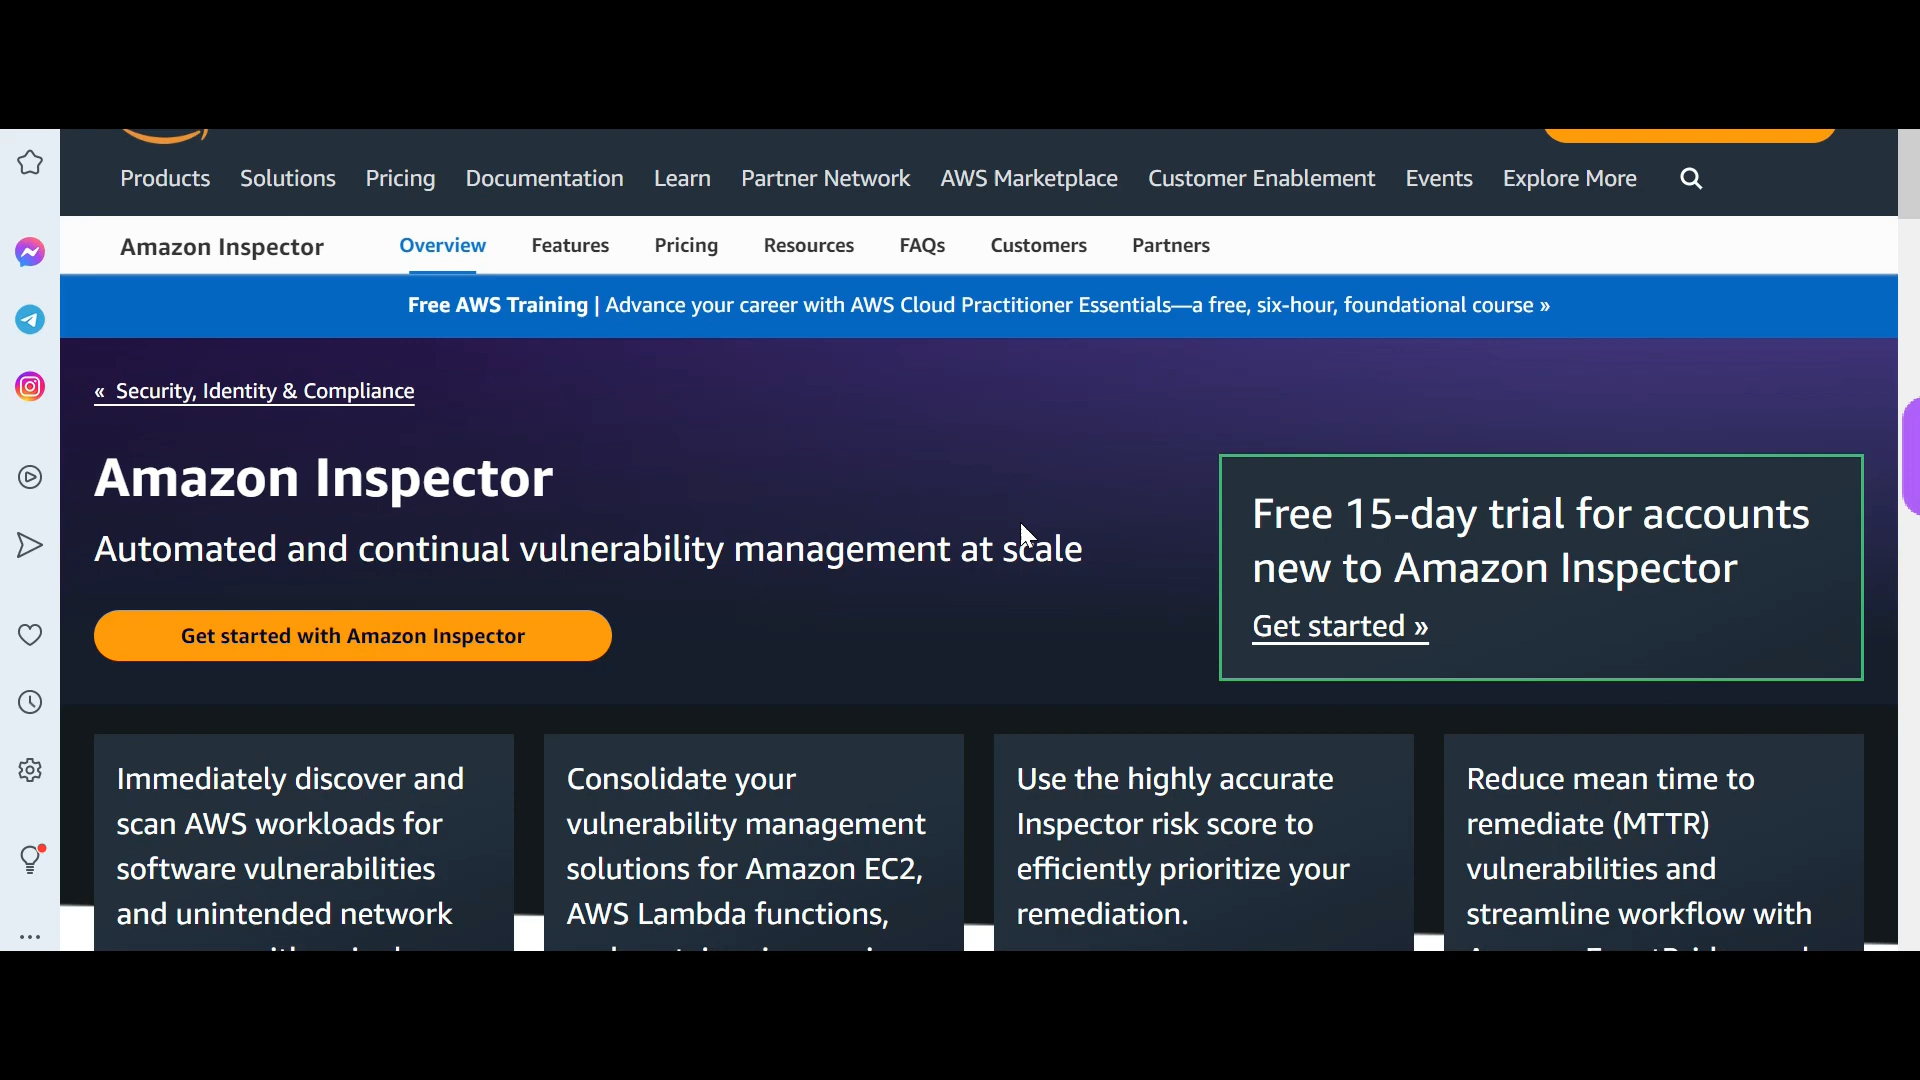 Products Solutions Pricing Documentation Learn Partner Network AWS Marketplace Customer Enablement Events Explore More
Amazon Inspector Overview Features Pricing Resources FAQs Customers Partners
Free AWS Training | Advance your career with AWS Cloud Practitioner Essentials—a free, six-hour, foundational course »
« Security, Identity & Compliance
Amazon Inspector
Automated and continual vulnerability management at scale
Get started with Amazon Inspector
Free 15-day trial for accounts
new to Amazon Inspector
Get started »
Immediately discover and
scan AWS workloads for
software vulnerabilities
and unintended network
Consolidate your
vulnerability management
solutions for Amazon EC2,
AWS Lambda functions,
Use the highly accurate
Inspector risk score to
efficiently prioritize your
remediation.
Reduce mean time to
remediate (MTTR)
vulnerabilities and
streamline workflow with